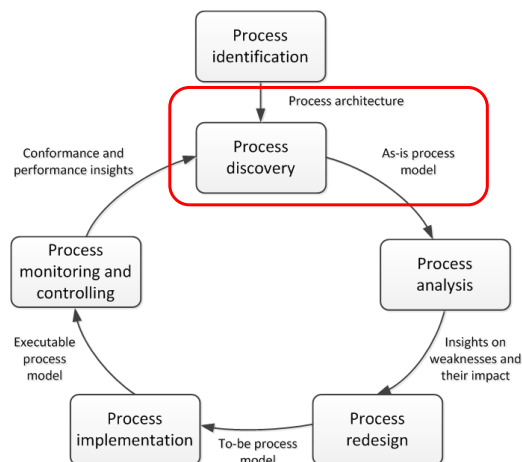 Process
identification
Process architecture
Process
discovery
Conformance and
performance insights
As-is process
model
Process
monitoring and
controlling
Process
analysis
Executable
process
model
Insights on
weaknesses and
their impact
Process
implementation
To-be process
model
Process
redesign